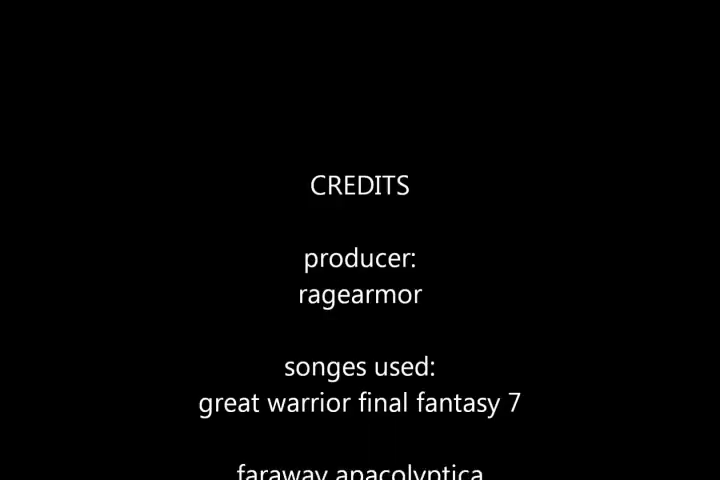 CREDITS
producer:
ragearmor
songes used:
great warrior final fantasy 7
faraway apacolyptica